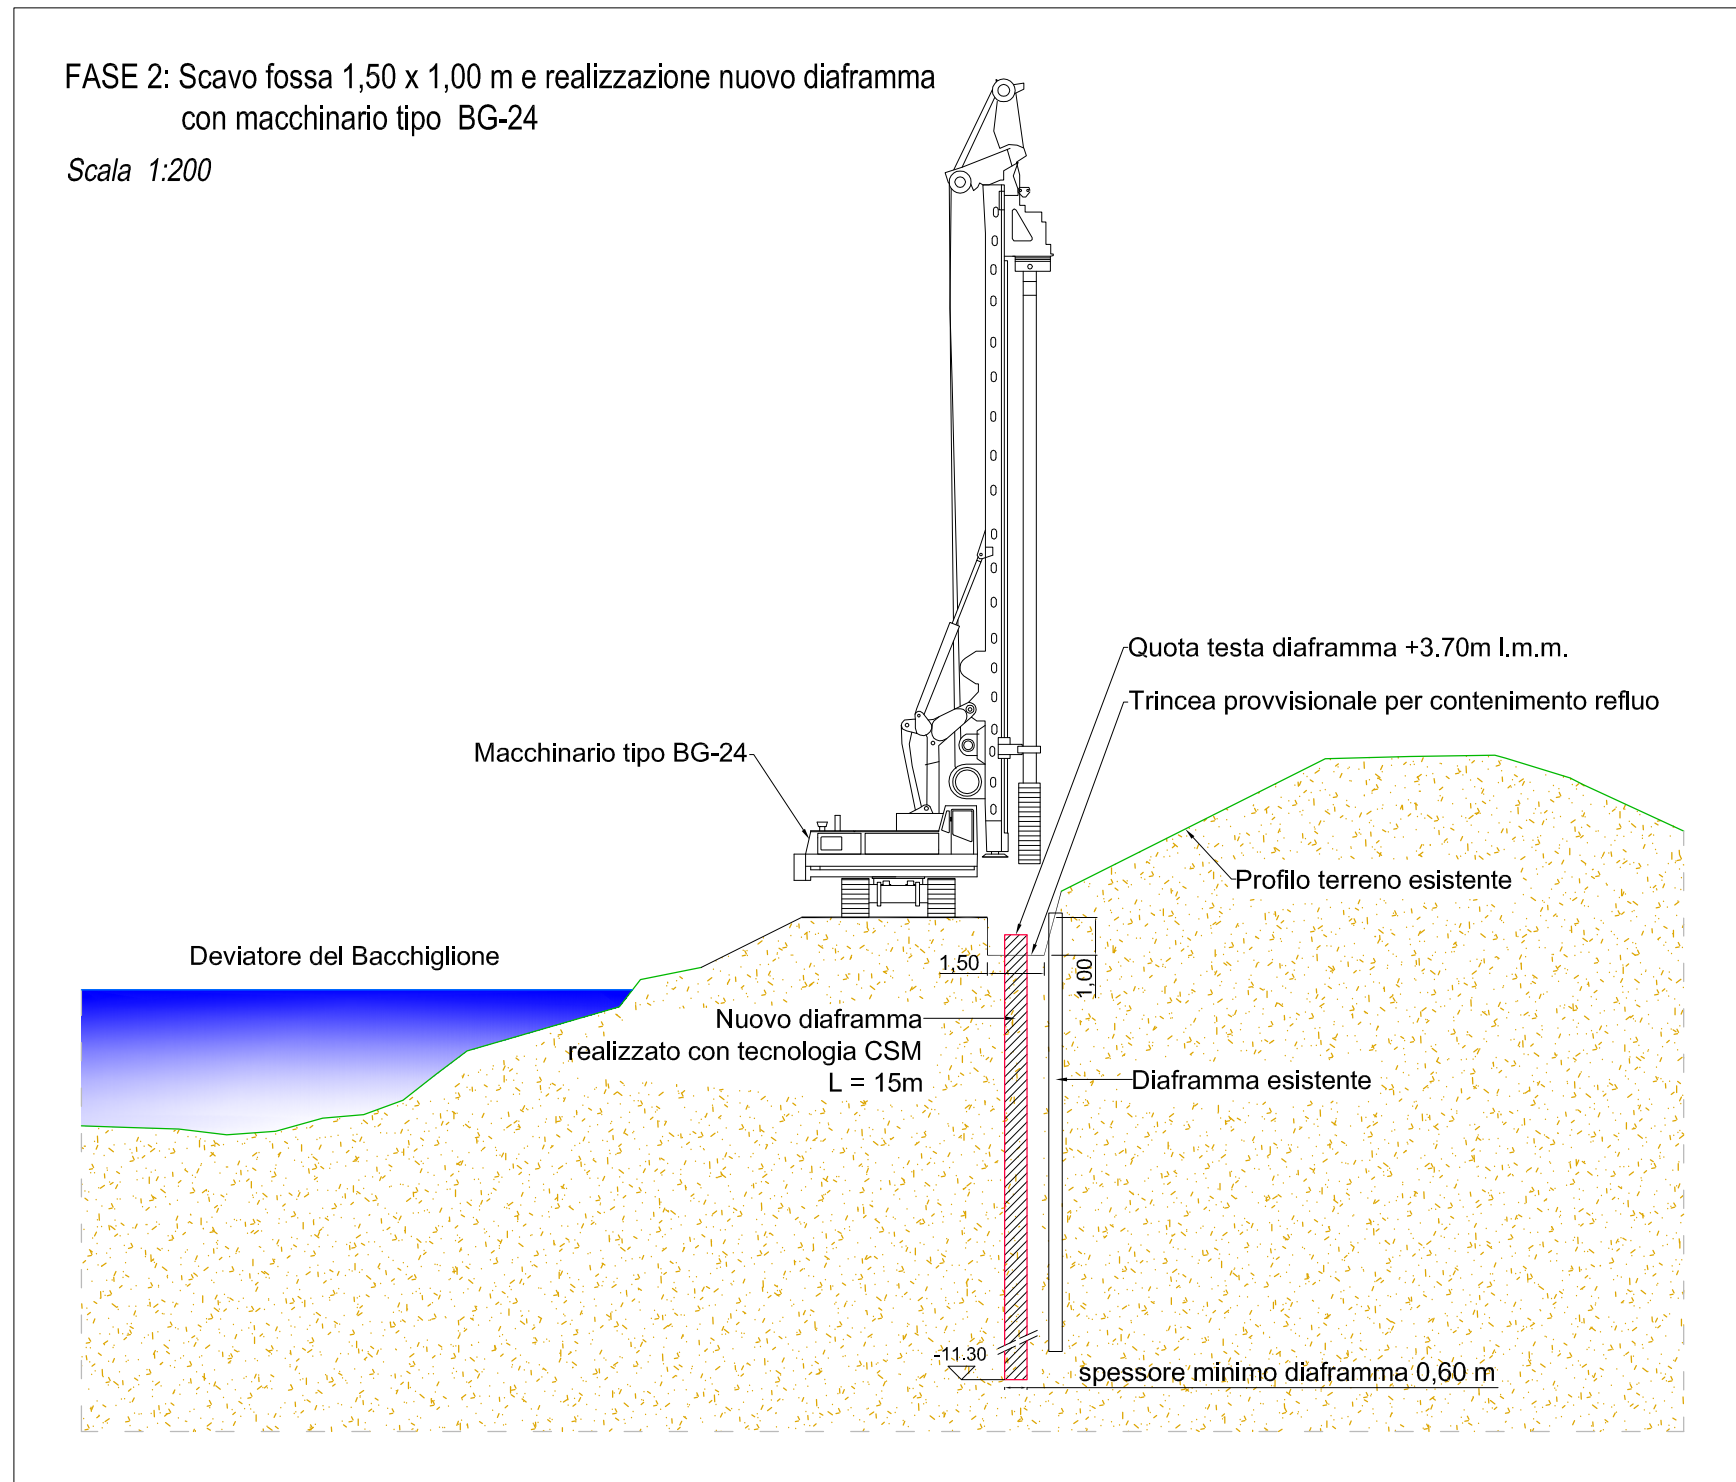 FASE 2: Scavo fossa 1,50 x 1,00 m e realizzazione nuovo diaframma
con macchinario tipo BG-24
Scala 1:200
Quota testa diaframma +3.70m l.m.m.
Trincea provvisionale per contenimento refluo
Macchinario tipo BG-24
Profilo terreno esistente
Deviatore del Bacchiglione
1,50
1,00
Nuovo diaframma
realizzato con tecnologia CSM
L = 15m
Diaframma esistente
-11.30
spessore minimo diaframma 0,60 m